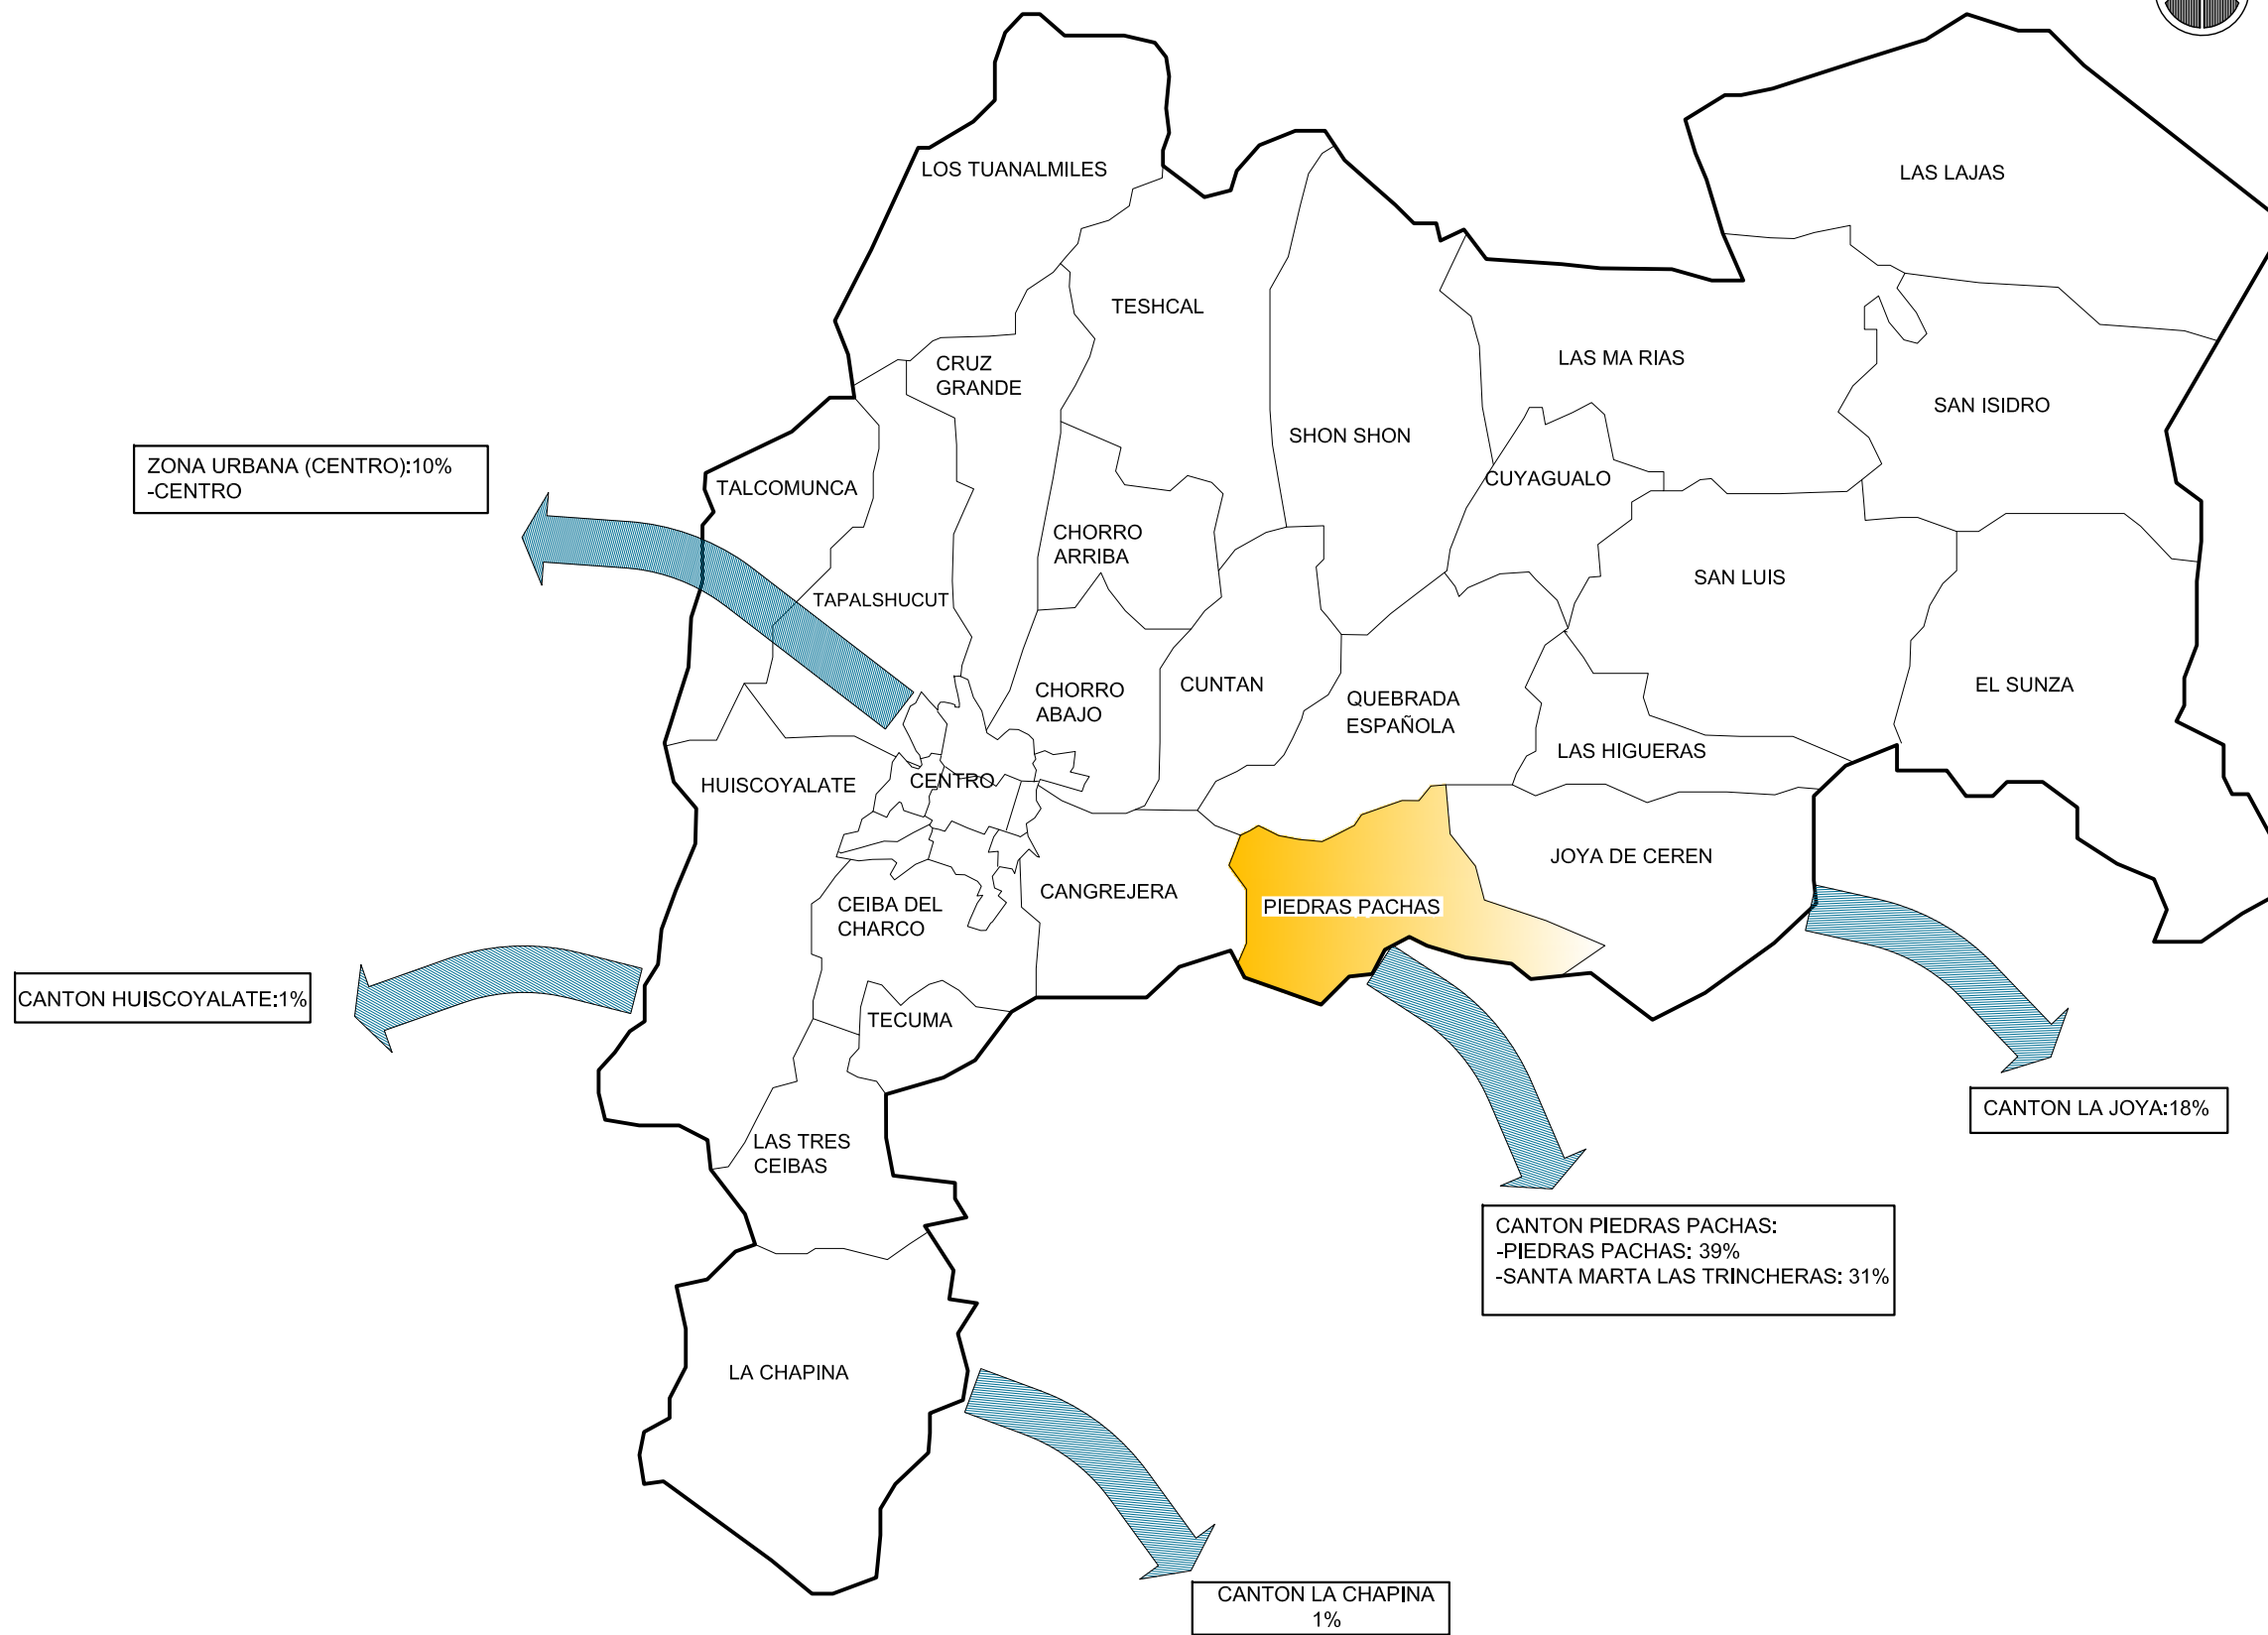 LOS TUANALMILES
LAS LAJAS
TESHCAL
CRUZ
GRANDE
LAS MA RIAS
SAN ISIDRO
SHON SHON
ZONA URBANA (CENTRO):10%
-CENTRO
TALCOMUNCA
CUYAGUALO
CHORRO
ARRIBA
SAN LUIS
TAPALSHUCUT
CHORRO
ABAJO
CUNTAN
QUEBRADA
ESPAÑOLA
EL SUNZA
LAS HIGUERAS
HUISCOYALATE
CENTRO
JOYA DE CEREN
CANGREJERA
PIEDRAS PACHAS
CEIBA DEL
CHARCO
CANTON HUISCOYALATE:1%
TECUMA
CANTON LA JOYA:18%
LAS TRES
CEIBAS
CANTON PIEDRAS PACHAS:
-PIEDRAS PACHAS: 39%
-SANTA MARTA LAS TRINCHERAS: 31%
LA CHAPINA
CANTON LA CHAPINA
1%